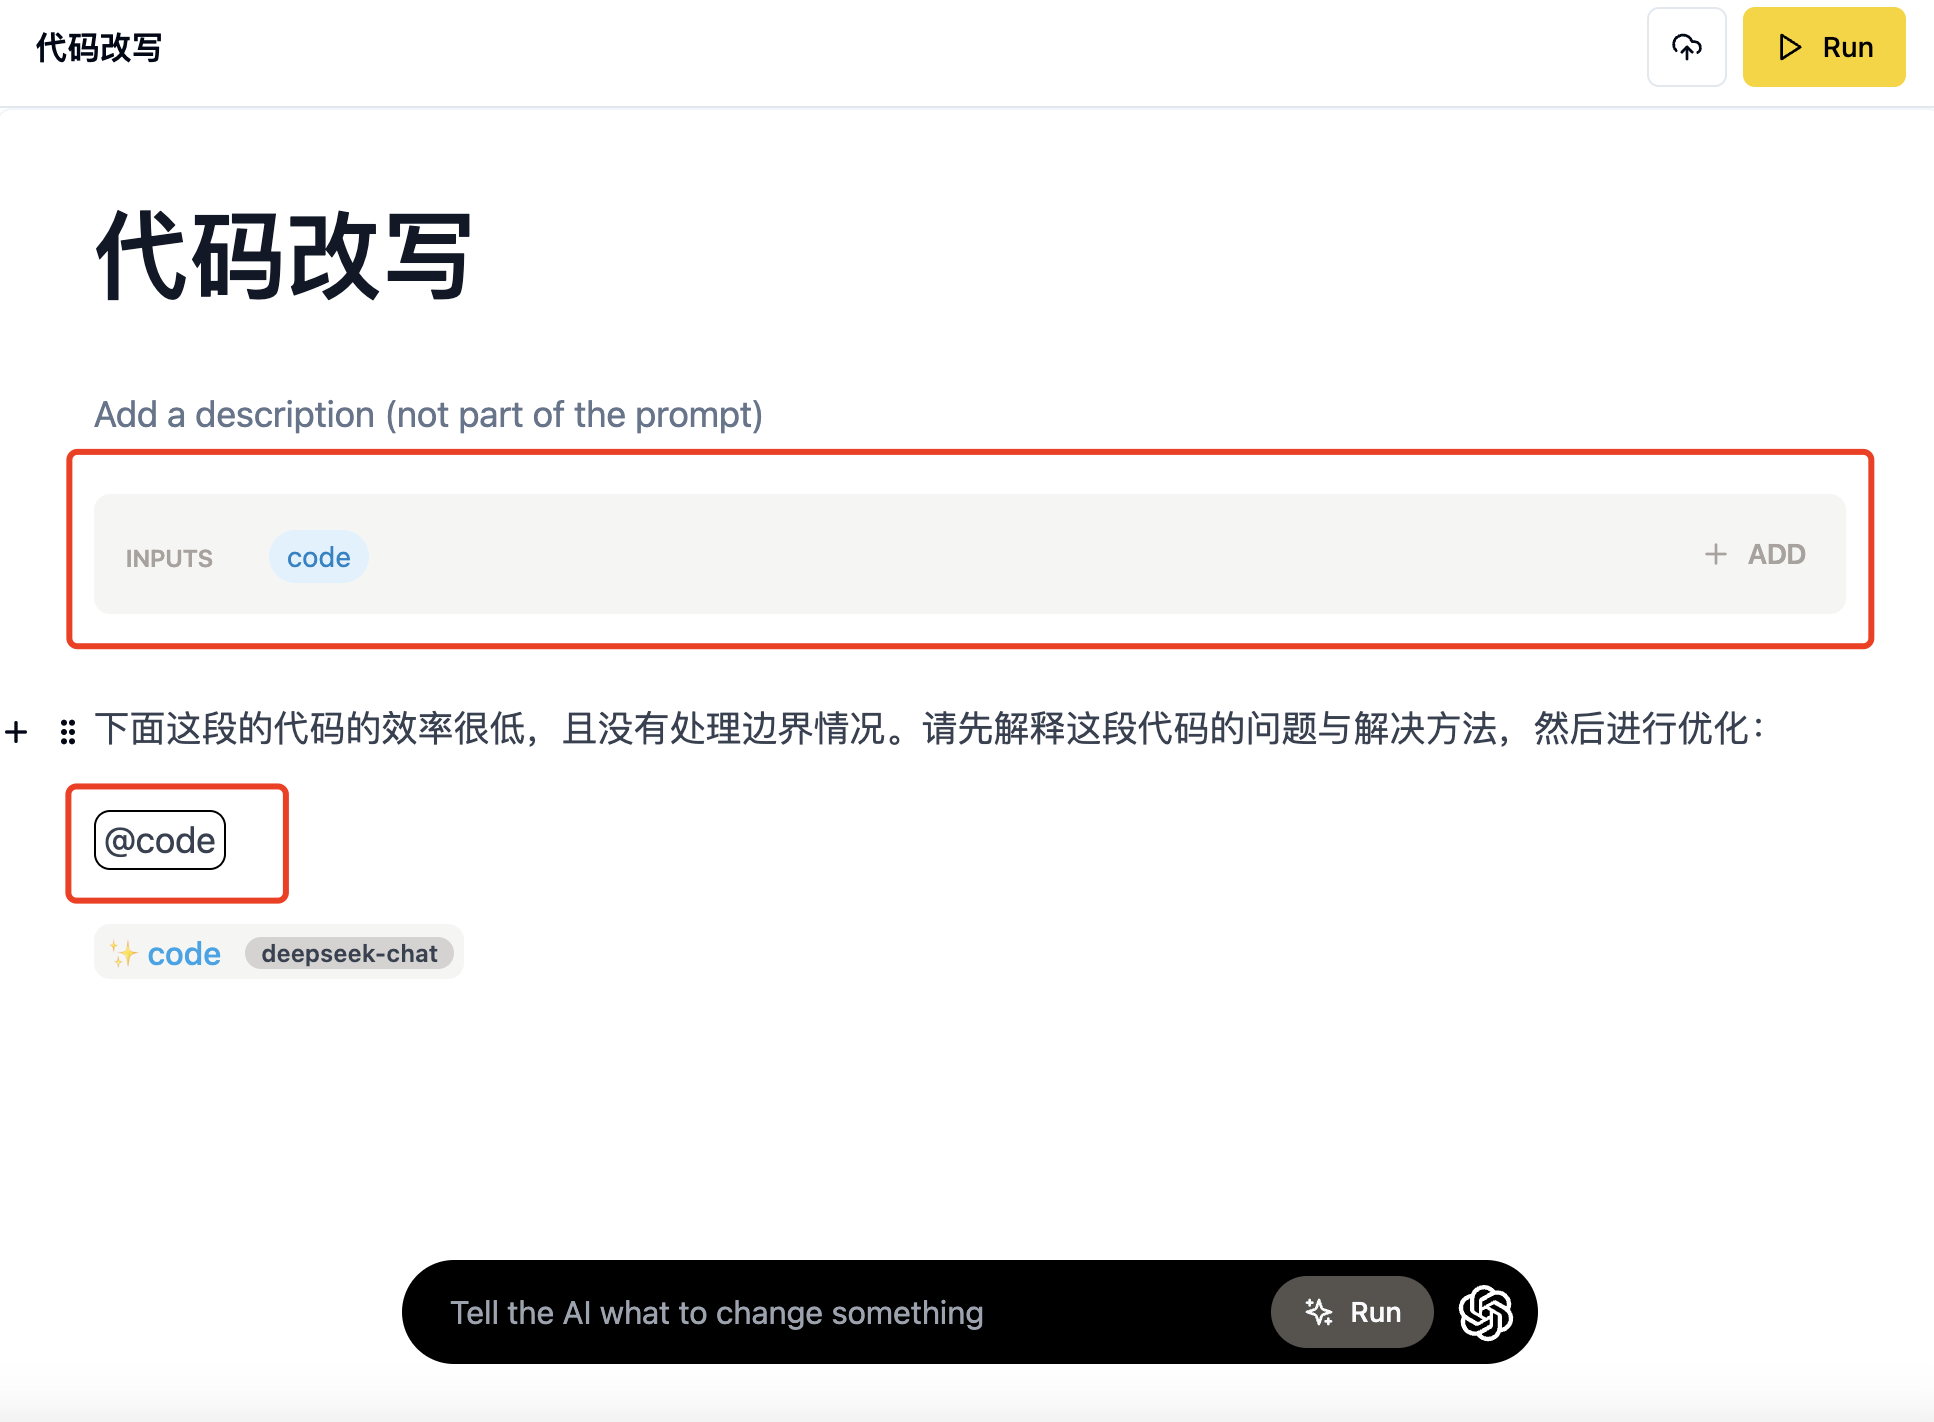 代码改写
Run
代码改写
Add a description (not part of the prompt)
INPUTS code + ADD
下面这段的代码的效率很低，且没有处理边界情况。请先解释这段代码的问题与解决方法，然后进行优化：
@code
✨ code deepseek-chat
Tell the AI what to change something Run